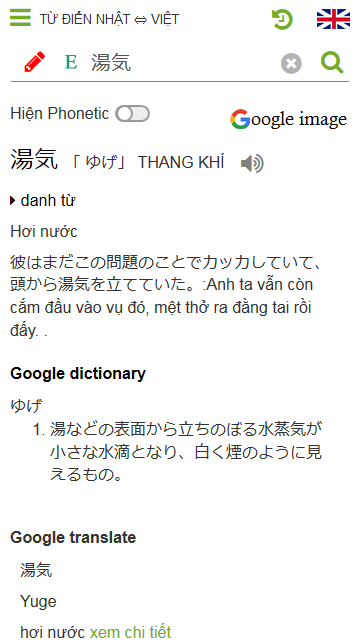 TỪ ĐIỂN NHẬT ⇔ VIỆT
E 湯気
Hiện Phonetic
Google image
湯気 「 ゆげ」 THANG KHÍ
danh từ
Hơi nước
彼はまだこの問題のことでカッカしていて、
頭から湯気を立てていた。:Anh ta vẫn còn
cắm đầu vào vụ đó, mệt thở ra đằng tai rồi
đấy. .
Google dictionary
ゆげ
1. 湯などの表面から立ちのぼる水蒸気が
小さな水滴となり、白く煙のように見
えるもの。
Google translate
湯気
Yuge
hơi nước xem chi tiết